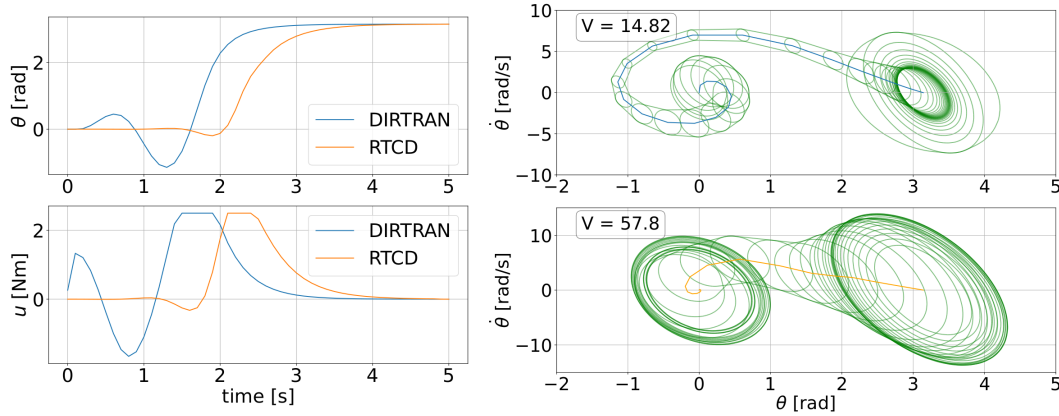 θ [rad]
2
0
DIRTRAN
RTCD
0 1 2 3 4 5
u [Nm]
2
0
DIRTRAN
RTCD
0 1 2 3 4 5
time [s]
θ̇ [rad/s]
10
5
0
−5
−10
V = 14.82
−2 −1 0 1 2 3 4 5
θ̇ [rad/s]
10
0
−10
V = 57.8
−2 −1 0 1 2 3 4 5
θ [rad]